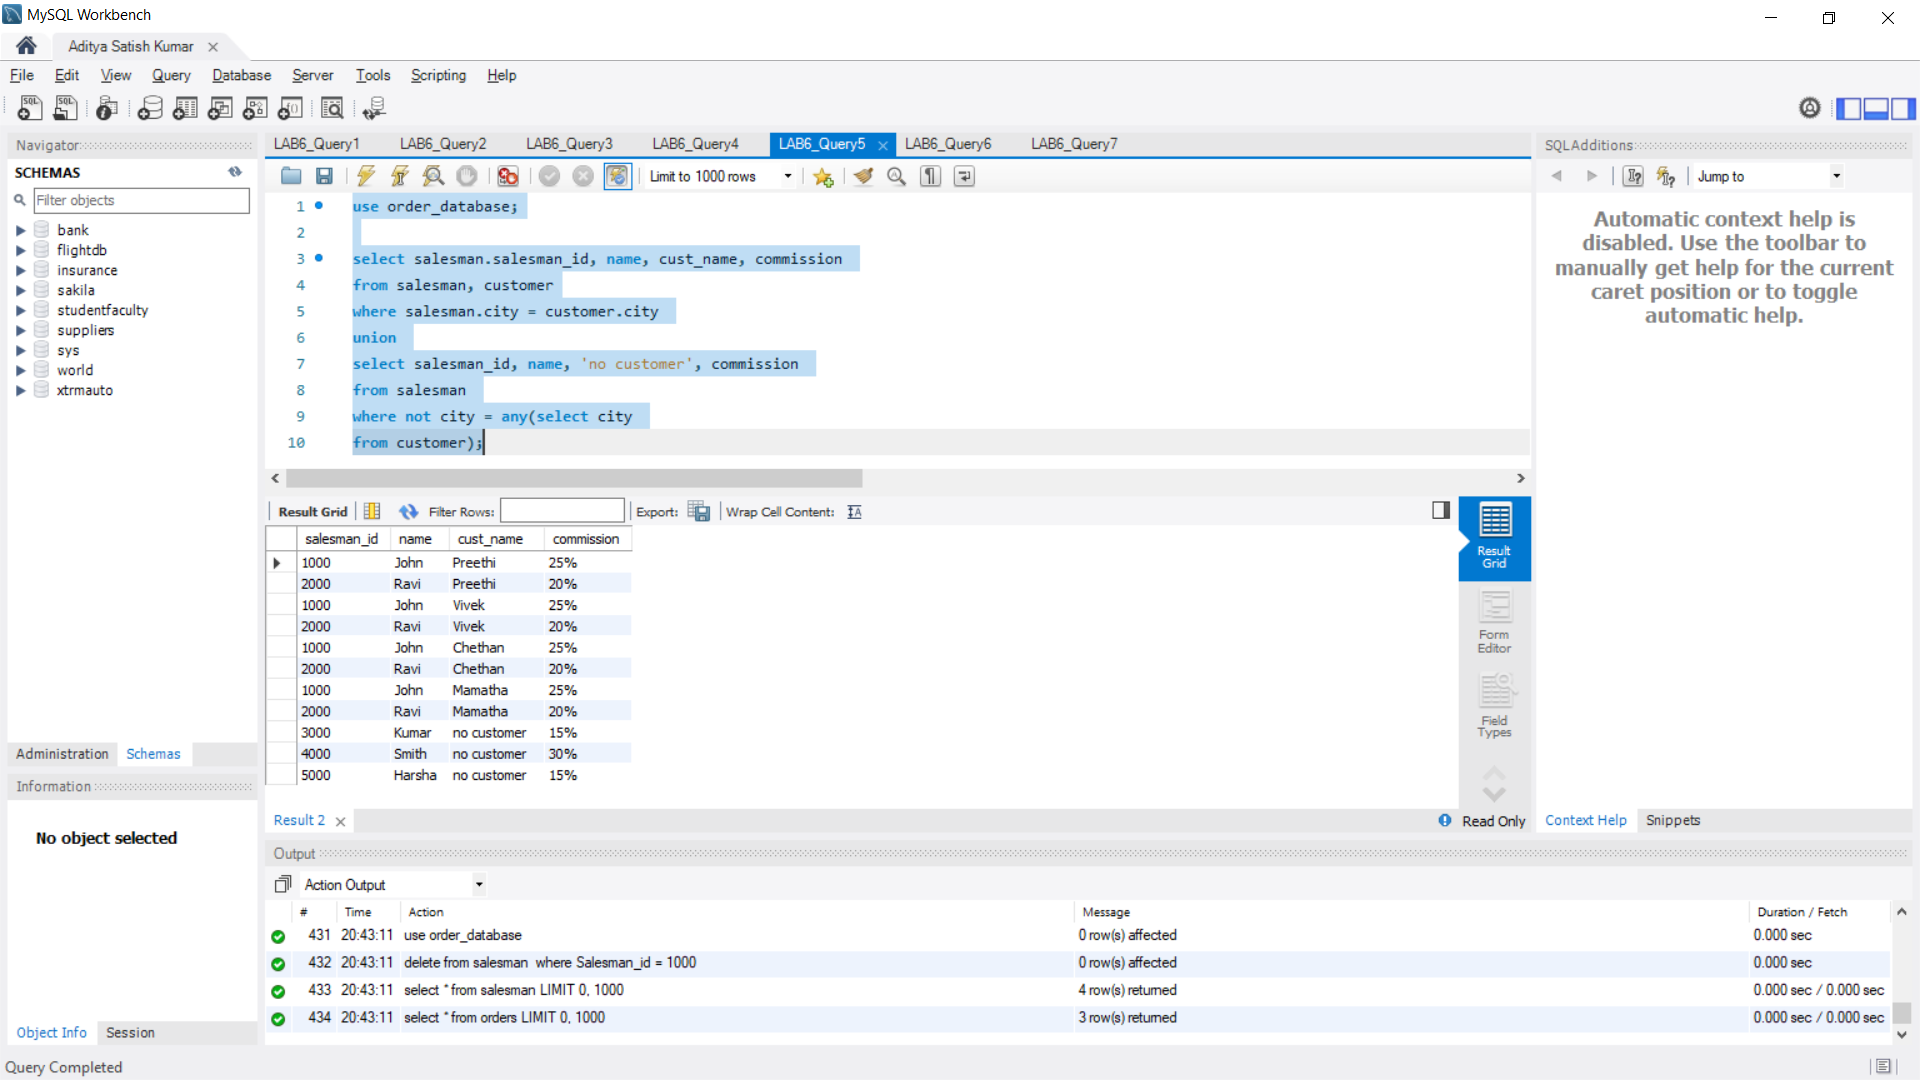 MySQL Workbench
Aditya Satish Kumar
File Edit View Query Database Server Tools Scripting Help
Navigator
SCHEMAS
Filter objects
bank
flightdb
insurance
sakila
studentfaculty
suppliers
sys
world
xtrmauto
Administration Schemas
Information
No object selected
Object Info Session
Query Completed
LAB6_Query1 LAB6_Query2 LAB6_Query3 LAB6_Query4 LAB6_Query5 LAB6_Query6 LAB6_Query7
Limit to 1000 rows
1 use order_database;
2
3 select salesman.salesman_id, name, cust_name, commission
4 from salesman, customer
5 where salesman.city = customer.city
6 union
7 select salesman_id, name, 'no customer', commission
8 from salesman
9 where not city = any(select city
10 from customer);
Result Grid Filter Rows: Export: Wrap Cell Content:
salesman_id name cust_name commission
1000 John Preethi 25%
2000 Ravi Preethi 20%
1000 John Vivek 25%
2000 Ravi Vivek 20%
1000 John Chethan 25%
2000 Ravi Chethan 20%
1000 John Mamatha 25%
2000 Ravi Mamatha 20%
3000 Kumar no customer 15%
4000 Smith no customer 30%
5000 Harsha no customer 15%
Result Grid
Form Editor
Field Types
Result 2
Read Only
SQLAdditions
Jump to
Automatic context help is
disabled. Use the toolbar to
manually get help for the current
caret position or to toggle
automatic help.
Context Help Snippets
Output
Action Output
# Time Action Message Duration / Fetch
431 20:43:11 use order_database 0 row(s) affected 0.000 sec
432 20:43:11 delete from salesman where Salesman_id = 1000 0 row(s) affected 0.000 sec
433 20:43:11 select * from salesman LIMIT 0, 1000 4 row(s) returned 0.000 sec / 0.000 sec
434 20:43:11 select * from orders LIMIT 0, 1000 3 row(s) returned 0.000 sec / 0.000 sec